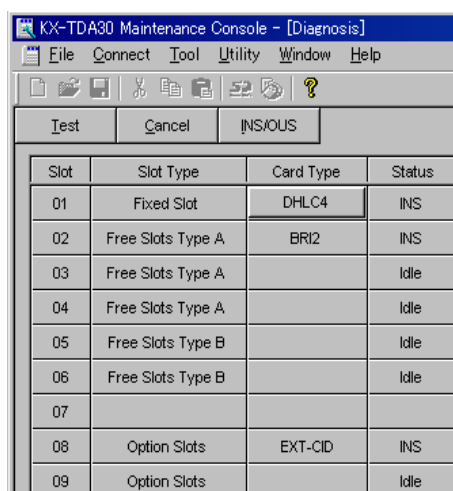 KX-TDA30 Maintenance Console - [Diagnosis]
File Connect Tool Utility Window Help
Test Cancel INS/OUS
Slot Slot Type Card Type Status
01 Fixed Slot DHLC4 INS
02 Free Slots Type A BRI2 INS
03 Free Slots Type A Idle
04 Free Slots Type A Idle
05 Free Slots Type B Idle
06 Free Slots Type B Idle
07
08 Option Slots EXT-CID INS
09 Option Slots Idle